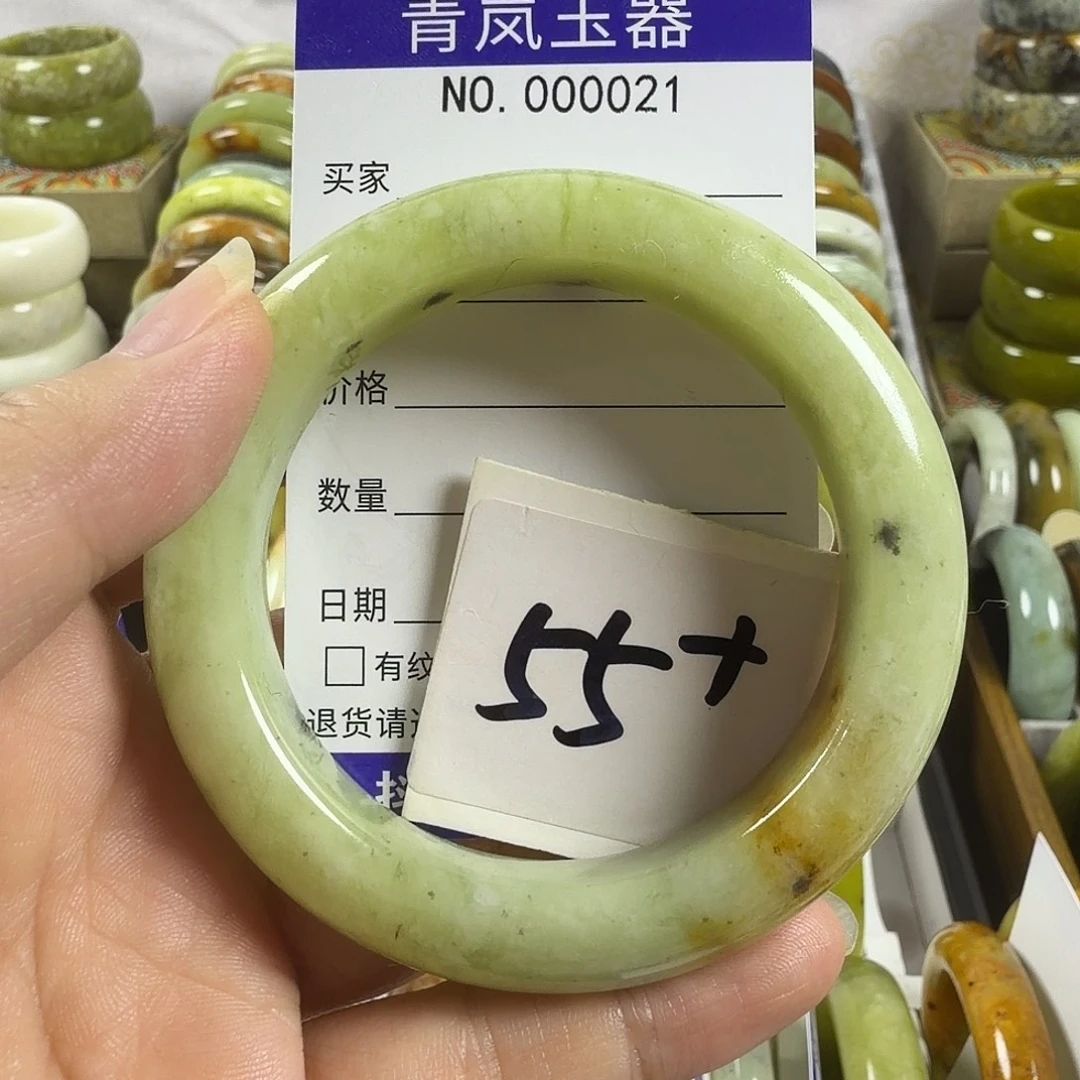 青岚玉器
NO. 000021
买家
价格
数量
日期
□有纹
退货请
55+